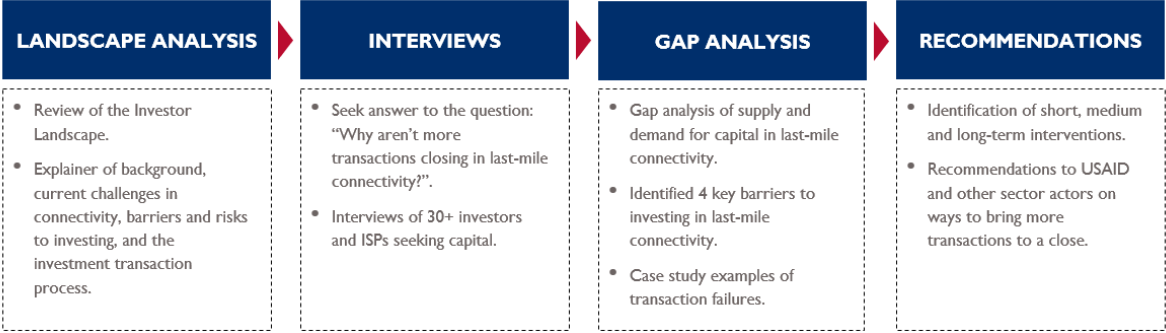 LANDSCAPE ANALYSIS
• Review of the Investor
Landscape.
• Explainer of background,
current challenges in
connectivity, barriers and risks
to investing, and the
investment transaction
process.
INTERVIEWS
• Seek answer to the question:
“Why aren’t more
transactions closing in last-mile
connectivity?”.
• Interviews of 30+ investors
and ISPs seeking capital.
GAP ANALYSIS
• Gap analysis of supply and
demand for capital in last-mile
connectivity.
• Identified 4 key barriers to
investing in last-mile
connectivity.
• Case study examples of
transaction failures.
RECOMMENDATIONS
• Identification of short, medium
and long-term interventions.
• Recommendations to USAID
and other sector actors on
ways to bring more
transactions to a close.